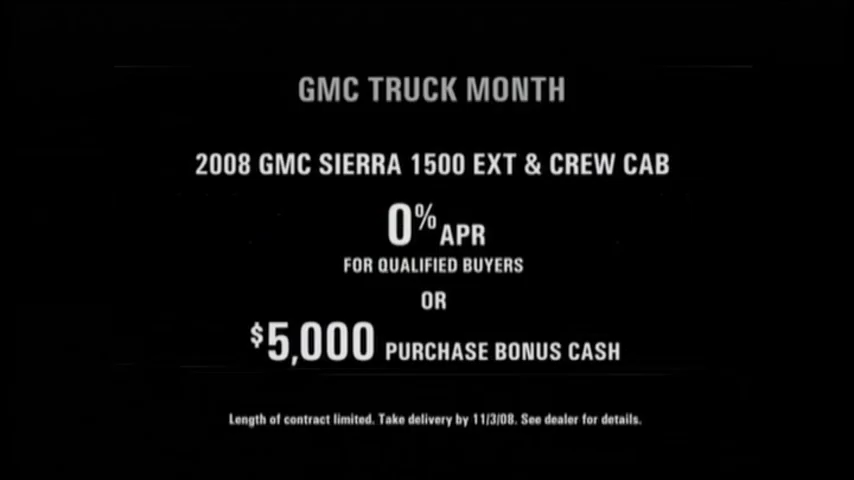 GMC TRUCK MONTH
2008 GMC SIERRA 1500 EXT & CREW CAB
0% APR
FOR QUALIFIED BUYERS
OR
$5,000 PURCHASE BONUS CASH
Length of contract limited. Take delivery by 11/3/08. See dealer for details.